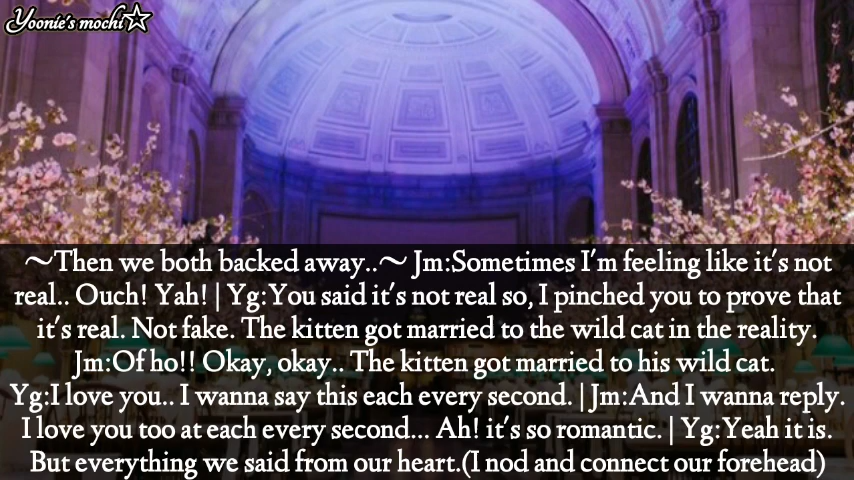 Yoonie's mochi☆
～Then we both backed away..～ Jm:Sometimes I'm feeling like it's not
real.. Ouch! Yah! | Yg:You said it's not real so, I pinched you to prove that
it's real. Not fake. The kitten got married to the wild cat in the reality.
Jm:Of ho!! Okay, okay.. The kitten got married to his wild cat.
Yg:I love you.. I wanna say this each every second. | Jm:And I wanna reply.
I love you too at each every second... Ah! it's so romantic. | Yg:Yeah it is.
But everything we said from our heart.(I nod and connect our forehead)